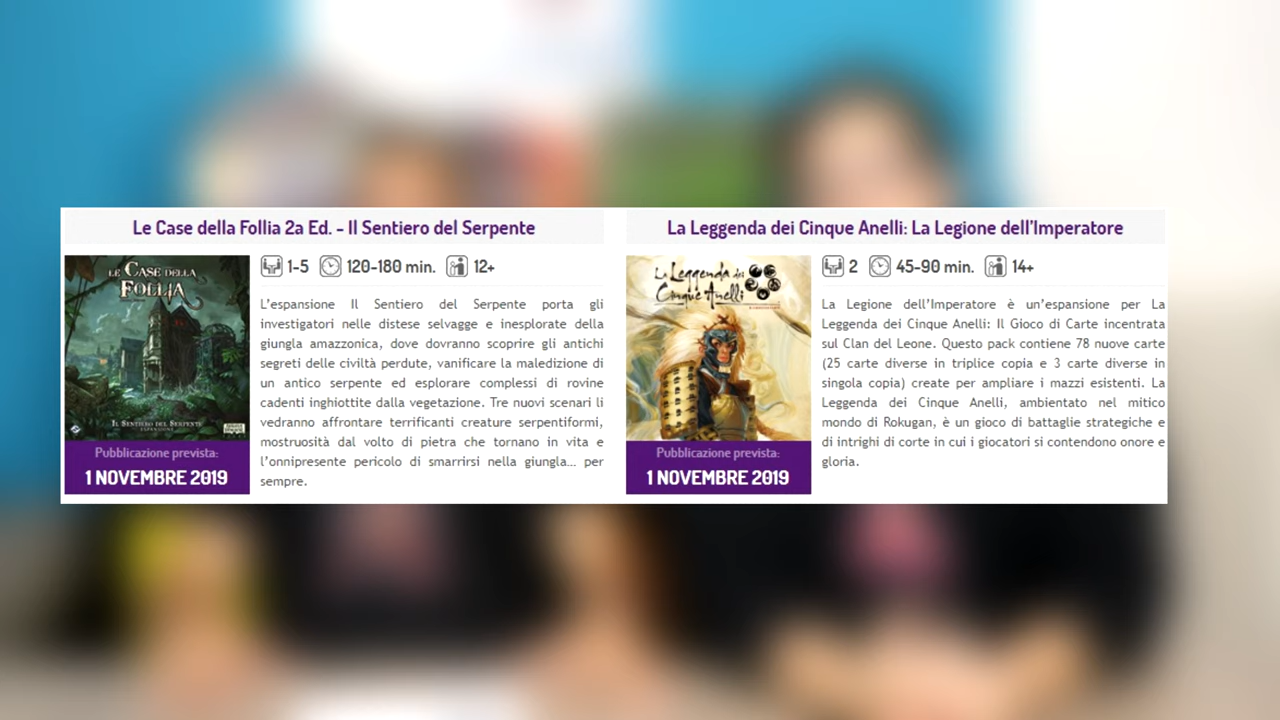 Le Case della Follia 2a Ed. - Il Sentiero del Serpente
LE CASE DELLA
FOLLIA
IL SENTIERO DEL SERPENTE
ESPANSIONE
Pubblicazione prevista:
1 NOVEMBRE 2019
1-5 120-180 min. 12+
L'espansione Il Sentiero del Serpente porta gli
investigatori nelle distese selvagge e inesplorate della
giungla amazzonica, dove dovranno scoprire gli antichi
segreti delle civiltà perdute, vanificare la maledizione di
un antico serpente ed esplorare complessi di rovine
cadenti inghiottite dalla vegetazione. Tre nuovi scenari li
vedranno affrontare terrificanti creature serpentiformi,
mostruosità dal volto di pietra che tornano in vita e
l'onnipresente pericolo di smarrirsi nella giungla... per
sempre.
La Leggenda dei Cinque Anelli: La Legione dell'Imperatore
La Leggenda dei
Cinque Anelli
Pubblicazione prevista:
1 NOVEMBRE 2019
2 45-90 min. 14+
La Legione dell'Imperatore è un'espansione per La
Leggenda dei Cinque Anelli: Il Gioco di Carte incentrata
sul Clan del Leone. Questo pack contiene 78 nuove carte
(25 carte diverse in triplice copia e 3 carte diverse in
singola copia) create per ampliare i mazzi esistenti. La
Leggenda dei Cinque Anelli, ambientato nel mitico
mondo di Rokugan, è un gioco di battaglie strategiche e
di intrighi di corte in cui i giocatori si contendono onore e
gloria.